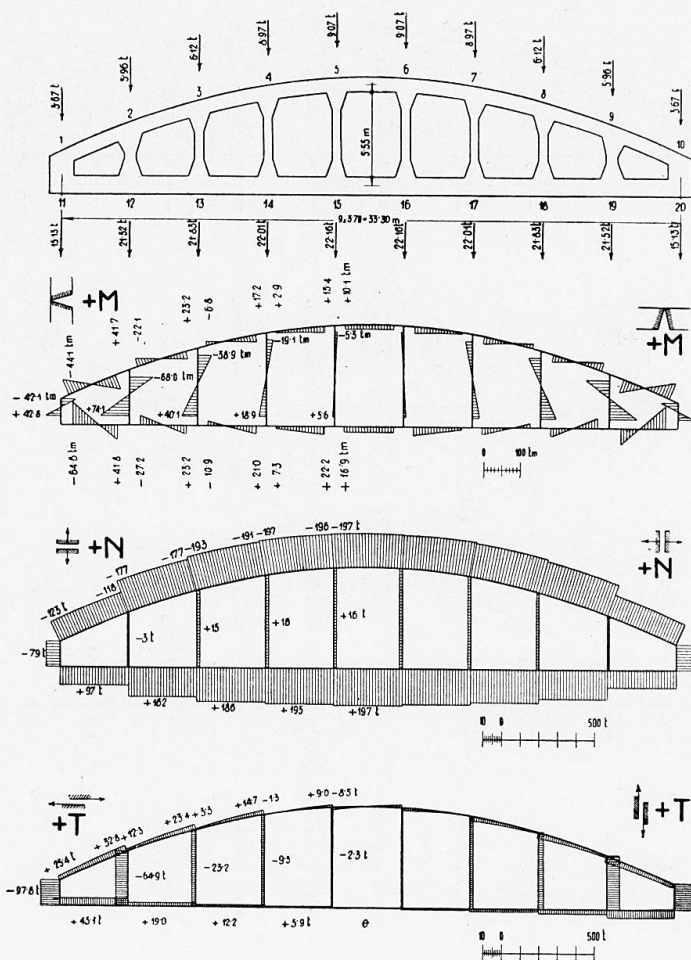 3·67 t 5·96 t 6·12 t 8·97 t 9·07 t 9·07 t 8·97 t 6·12 t 5·96 t 3·67 t
1 2 3 4 5 6 7 8 9 10
5·55 m
11 12 13 14 15 16 17 18 19 20
9×3·70=33·30 m
15·13 t 21·52 t 21·83 t 22·01 t 22·16 t 22·16 t 22·01 t 21·83 t 21·52 t 15·13 t
+M
-44·1 tm +41·7 -22·1 +23·2 -6·8 +17·2 +2·9 +15·4 +10·1 tm
+M
-68·0 tm -38·9 tm -19·1 tm -5·3 tm
-42·1 tm
+42·8 +74·1 +40·1 +18·9 +5·6
-84·8 tm +41·8 -27·2 +23·2 -10·9 +21·0 +7·3 +22·2 +16·9 tm
0 100 tm
+N
-123 t -118 -177 -177 -193 -191 -197 -196 -197 t
+N
-79 t -3 t +15 +18 +18 t
+97 t +182 +188 +195 +197 t
10 0 500 t
+T
+25·4 t +32·8 +12·3 +23·4 +3·3 +14·7 -1·3 +9·0 -8·5 t
+T
-97·8 t -64·9 t -23·2 -9·3 -2·3 t
+43·1 t +19·0 +12·2 +5·9 t
10 0 500 t